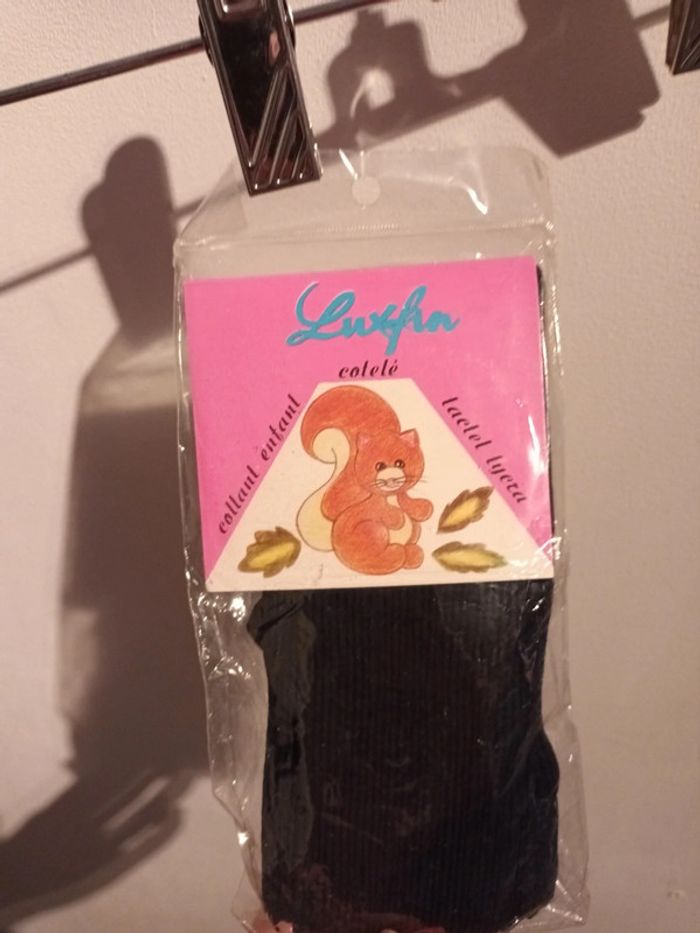 Luxfin
cotelé
collant enfant
tactel lycra